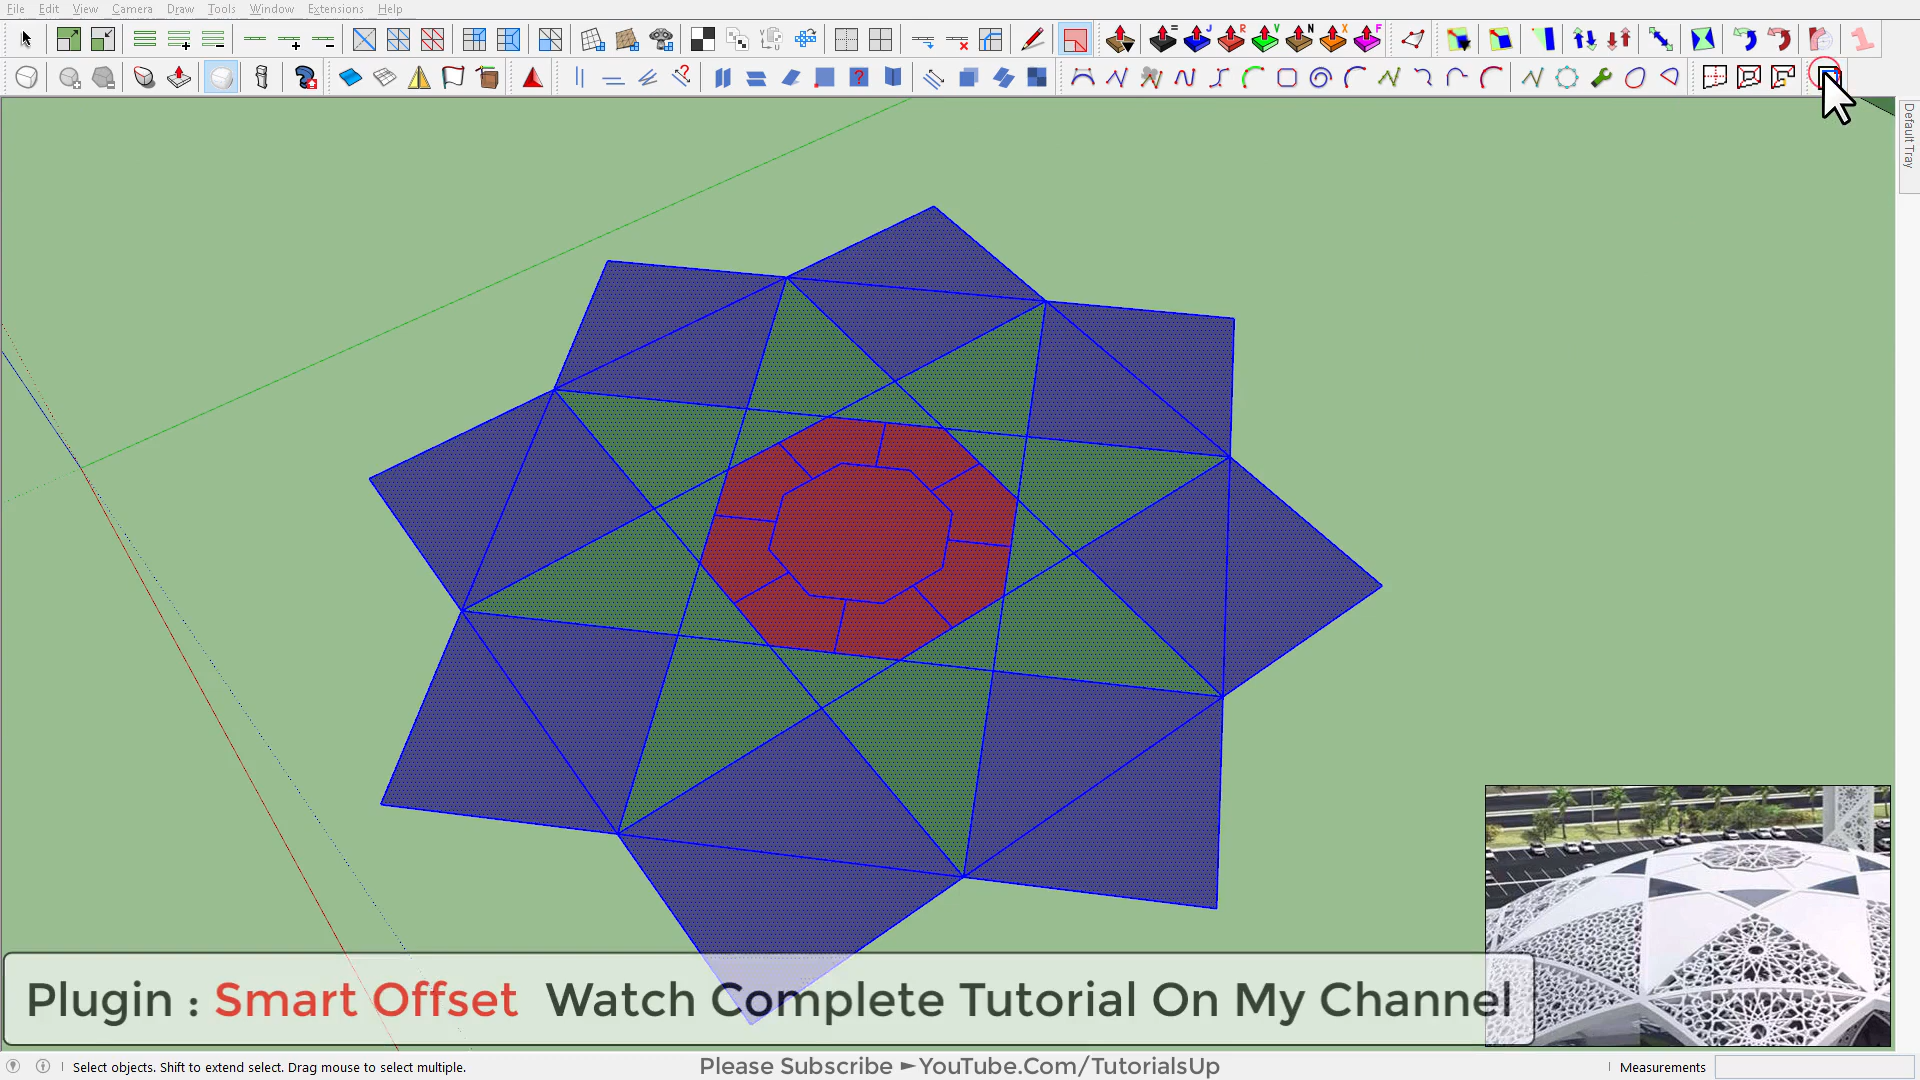 File Edit View Camera Draw Tools Window Extensions Help
Default Tray
Plugin : Smart Offset Watch Complete Tutorial On My Channel
Select objects. Shift to extend select. Drag mouse to select multiple.
Please Subscribe ►YouTube.Com/TutorialsUp
Measurements